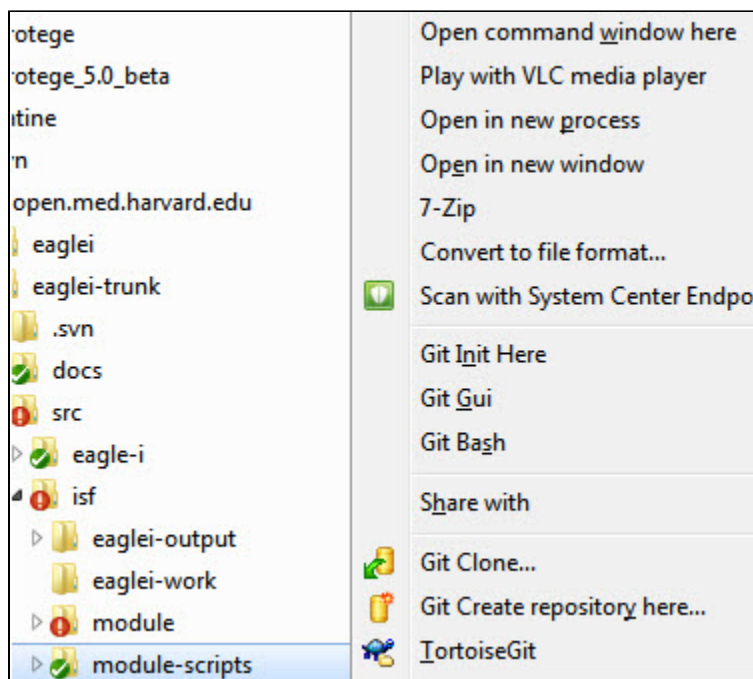 otege
otege_5.0_beta
tine
n
open.med.harvard.edu
eaglei
eaglei-trunk
.svn
docs
src
eagle-i
isf
eaglei-output
eaglei-work
module
module-scripts
Open command window here
Play with VLC media player
Open in new process
Open in new window
7-Zip
Convert to file format...
Scan with System Center Endpo
Git Init Here
Git Gui
Git Bash
Share with
Git Clone...
Git Create repository here...
TortoiseGit